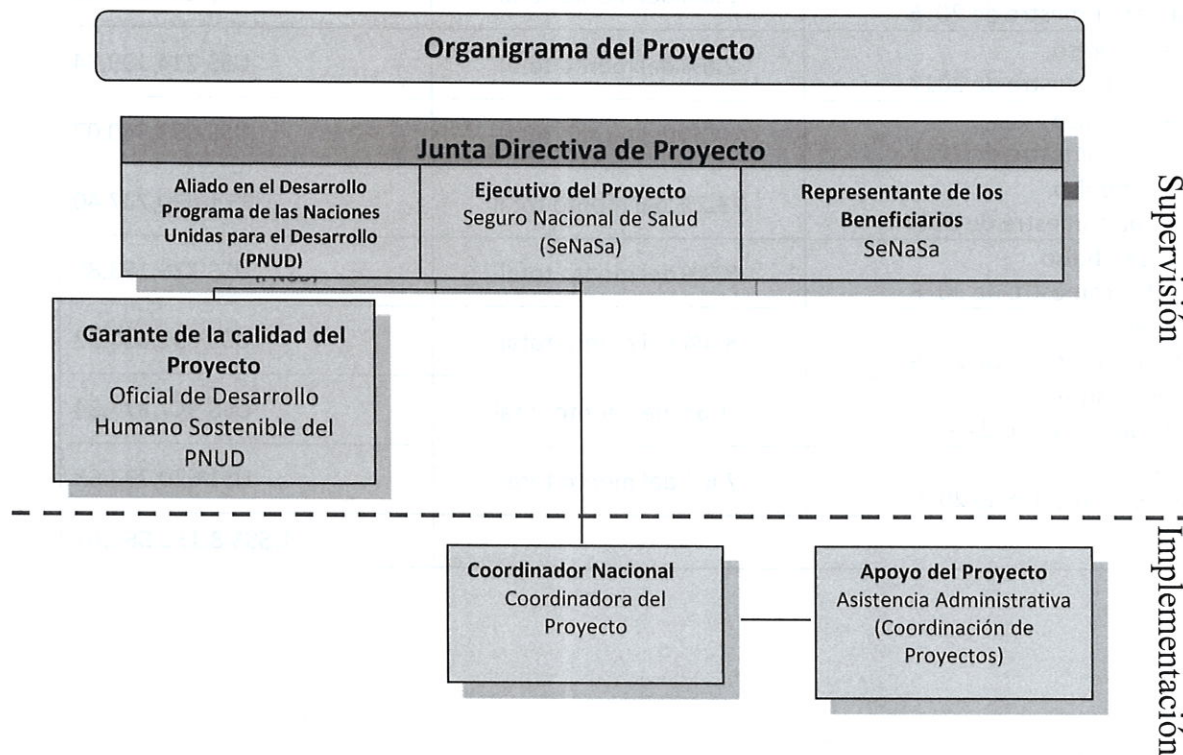 Organigrama del Proyecto
Junta Directiva de Proyecto
Aliado en el Desarrollo
Programa de las Naciones
Unidas para el Desarrollo
(PNUD)
Ejecutivo del Proyecto
Seguro Nacional de Salud
(SeNaSa)
Representante de los
Beneficiarios
SeNaSa
Supervisión
Garante de la calidad del
Proyecto
Oficial de Desarrollo
Humano Sostenible del
PNUD
Coordinador Nacional
Coordinadora del
Proyecto
Apoyo del Proyecto
Asistencia Administrativa
(Coordinación de
Proyectos)
Implementación